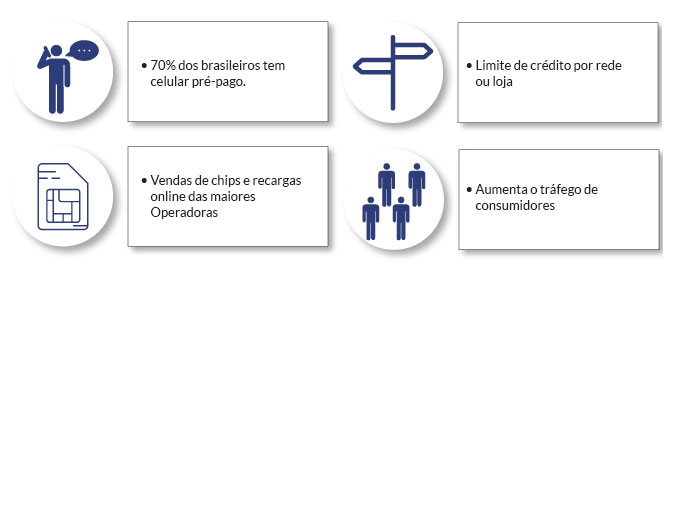 • 70% dos brasileiros tem
celular pré-pago.
• Limite de crédito por rede
ou loja
• Vendas de chips e recargas
online das maiores
Operadoras
• Aumenta o tráfego de
consumidores